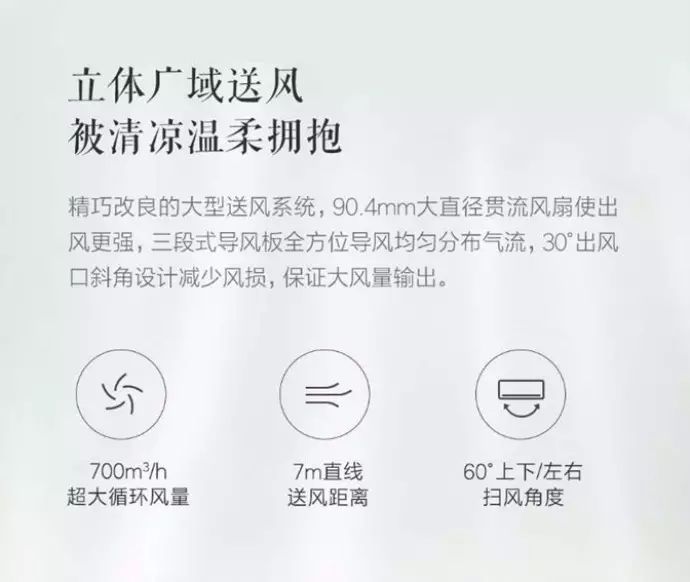 立体广域送风
被清凉温柔拥抱
精巧改良的大型送风系统，90.4mm大直径贯流风扇使出
风更强，三段式导风板全方位导风均匀分布气流，30°出风
口斜角设计减少风损，保证大风量输出。
700m³/h
超大循环风量
7m直线
送风距离
60°上下/左右
扫风角度